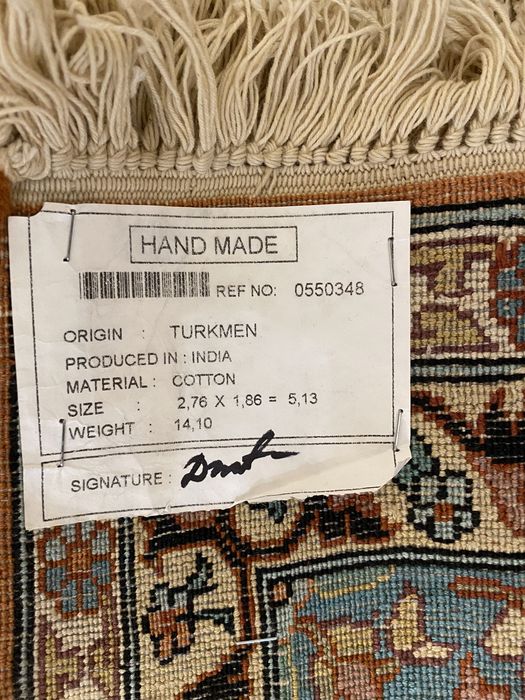 HAND MADE
REF NO: 0550348
ORIGIN : TURKMEN
PRODUCED IN : INDIA
MATERIAL : COTTON
SIZE : 2,76 X 1,86 = 5,13
WEIGHT : 14,10
SIGNATURE :